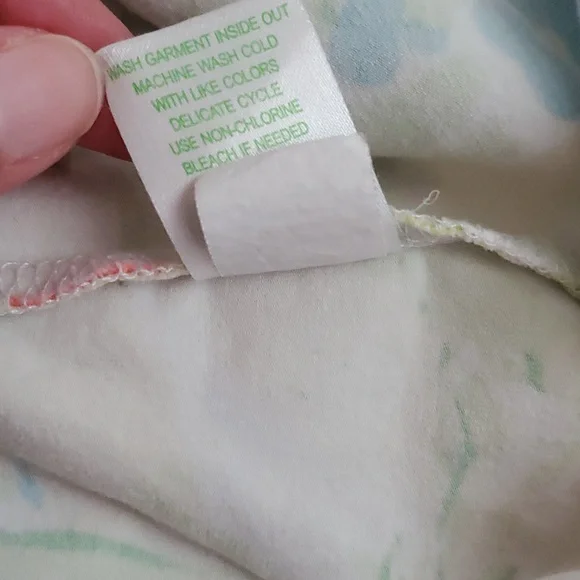 WASH GARMENT INSIDE OUT
MACHINE WASH COLD
WITH LIKE COLORS
DELICATE CYCLE
USE NON-CHLORINE
BLEACH IF NEEDED